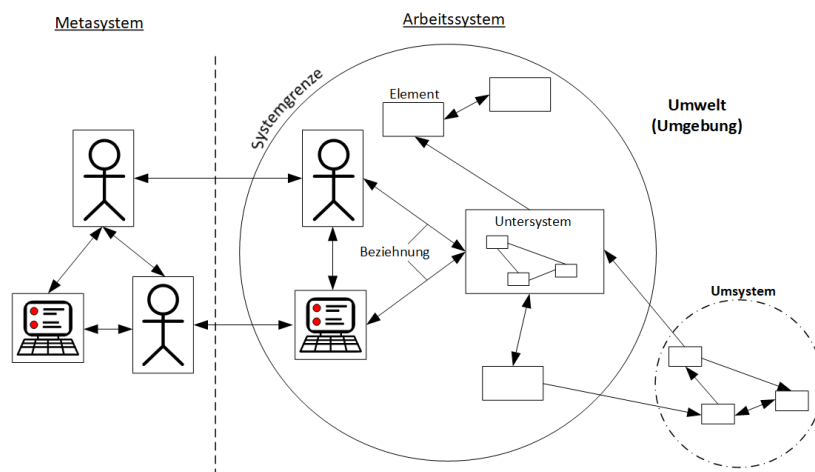 Metasystem
Arbeitssystem
Systemgrenze
Element
Umwelt
(Umgebung)
Untersystem
Beziehnung
Umsystem